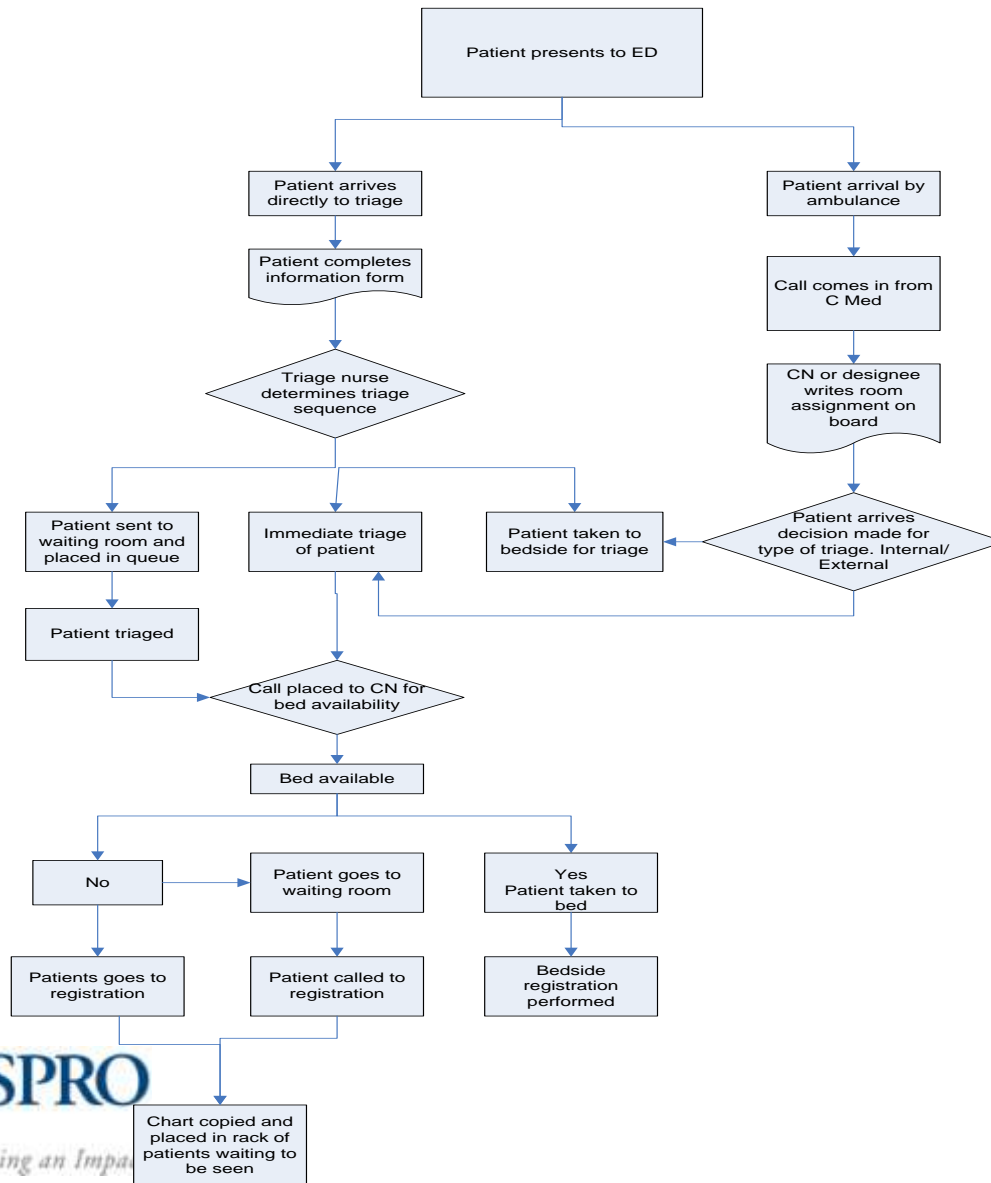 Patient presents to ED
Patient arrives
directly to triage
Patient arrival by
ambulance
Patient completes
information form
Call comes in from
C Med
Triage nurse
determines triage
sequence
CN or designee
writes room
assignment on
board
Patient sent to
waiting room and
placed in queue
Immediate triage
of patient
Patient taken to
bedside for triage
Patient arrives
decision made for
type of triage. Internal/
External
Patient triaged
Call placed to CN for
bed availability
Bed available
No
Patient goes to
waiting room
Yes
Patient taken to
bed
Patients goes to
registration
Patient called to
registration
Bedside
registration
performed
SPRO
ing an Impa
Chart copied and
placed in rack of
patients waiting to
be seen